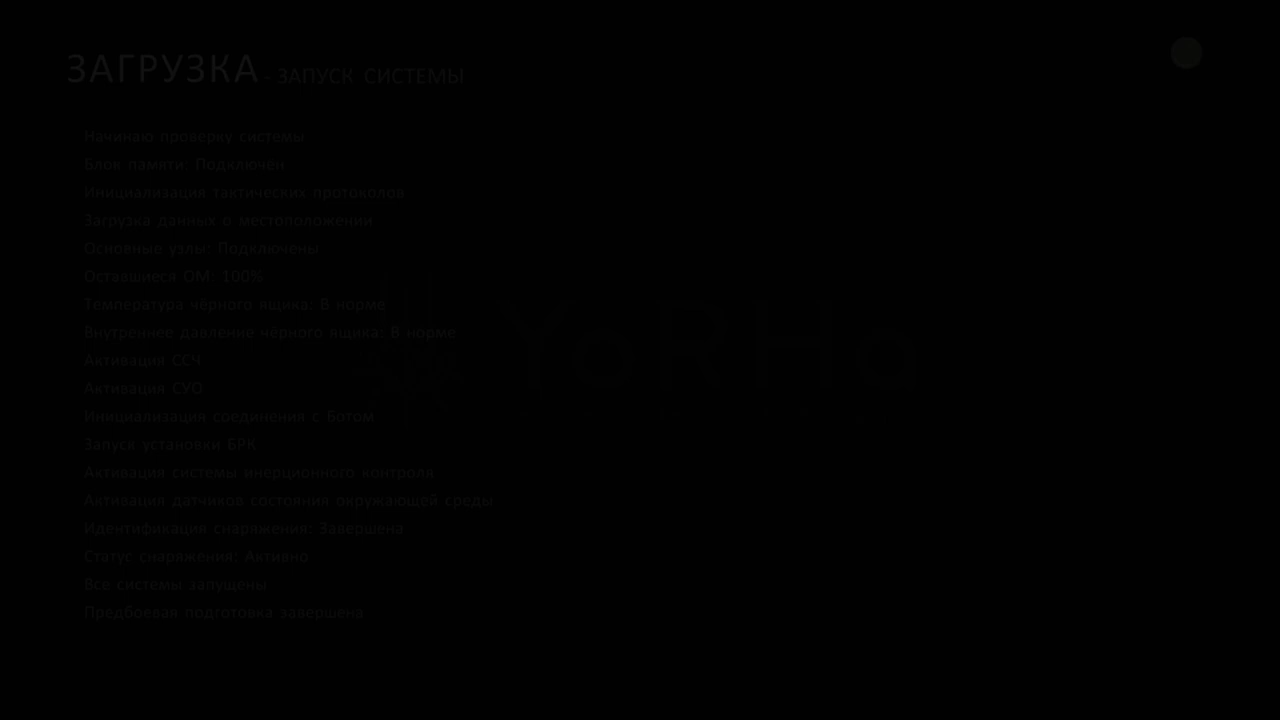 ЗАГРУЗКА - ЗАПУСК СИСТЕМЫ
Начинаю проверку системы
Блок памяти: Подключен
Инициализация тактических протоколов
Загрузка данных о местоположении
Основные узлы: Подключены
Оставшиеся ОМ: 100%
Температура чёрного ящика: В норме
Внутреннее давление чёрного ящика: В норме
Активация ССЧ
Активация СУО
Инициализация соединения с Ботом
Запуск установки БРК
Активация системы инерционного контроля
Активация датчиков состояния окружающей среды
Идентификация снаряжения: Завершена
Статус снаряжения: Активно
Все системы запущены
Предбоевая подготовка завершена
YoRHa